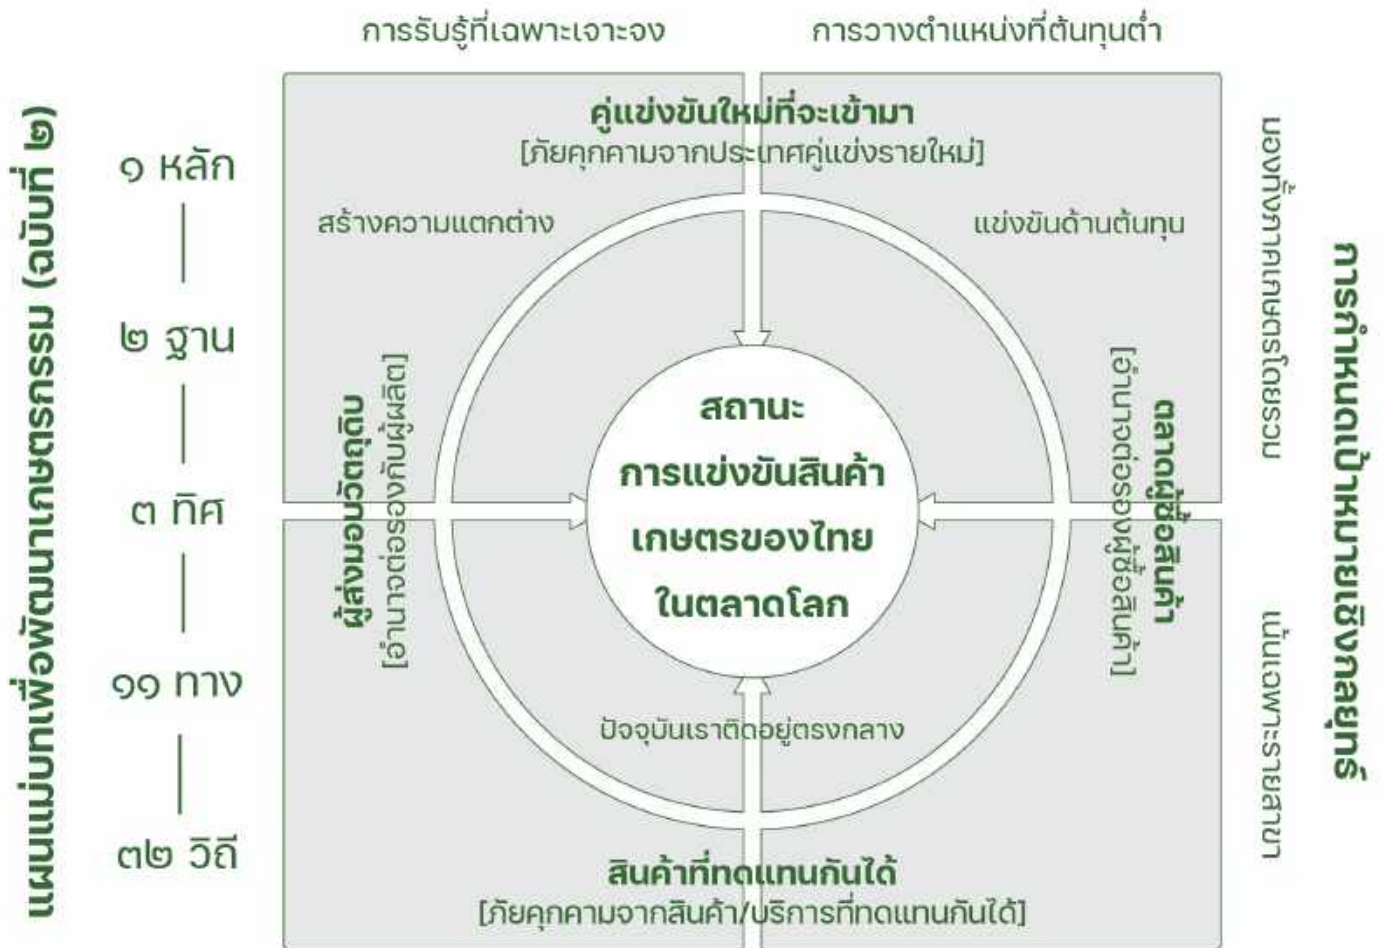 การรับรู้ที่เฉพาะเจาะจง
การวางตำแหน่งที่ต้นทุนต่ำ
แผนแม่บทเพื่อพัฒนาเกษตรกรรม (ฉบับที่ ๒)
๑ หลัก
๒ ฐาน
๓ ทิศ
๑๑ ทาง
๓๒ วิถี
คู่แข่งขันใหม่ที่จะเข้ามา
[ภัยคุกคามจากประเทศคู่แข่งรายใหม่]
สร้างความแตกต่าง
แข่งขันด้านต้นทุน
ผู้ส่งมอบวัตถุดิบ
[อำนาจต่อรองกับผู้ผลิต]
สถานะ
การแข่งขันสินค้า
เกษตรของไทย
ในตลาดโลก
[อำนาจต่อรองผู้ซื้อสินค้า]
ตลาดผู้ซื้อสินค้า
ปัจจุบันเราติดอยู่ตรงกลาง
สินค้าที่ทดแทนกันได้
[ภัยคุกคามจากสินค้า/บริการที่ทดแทนกันได้]
มองทั้งภาคเกษตรโดยรวม
เน้นเฉพาะรายสาขา
การกำหนดเป้าหมายเชิงกลยุทธ์